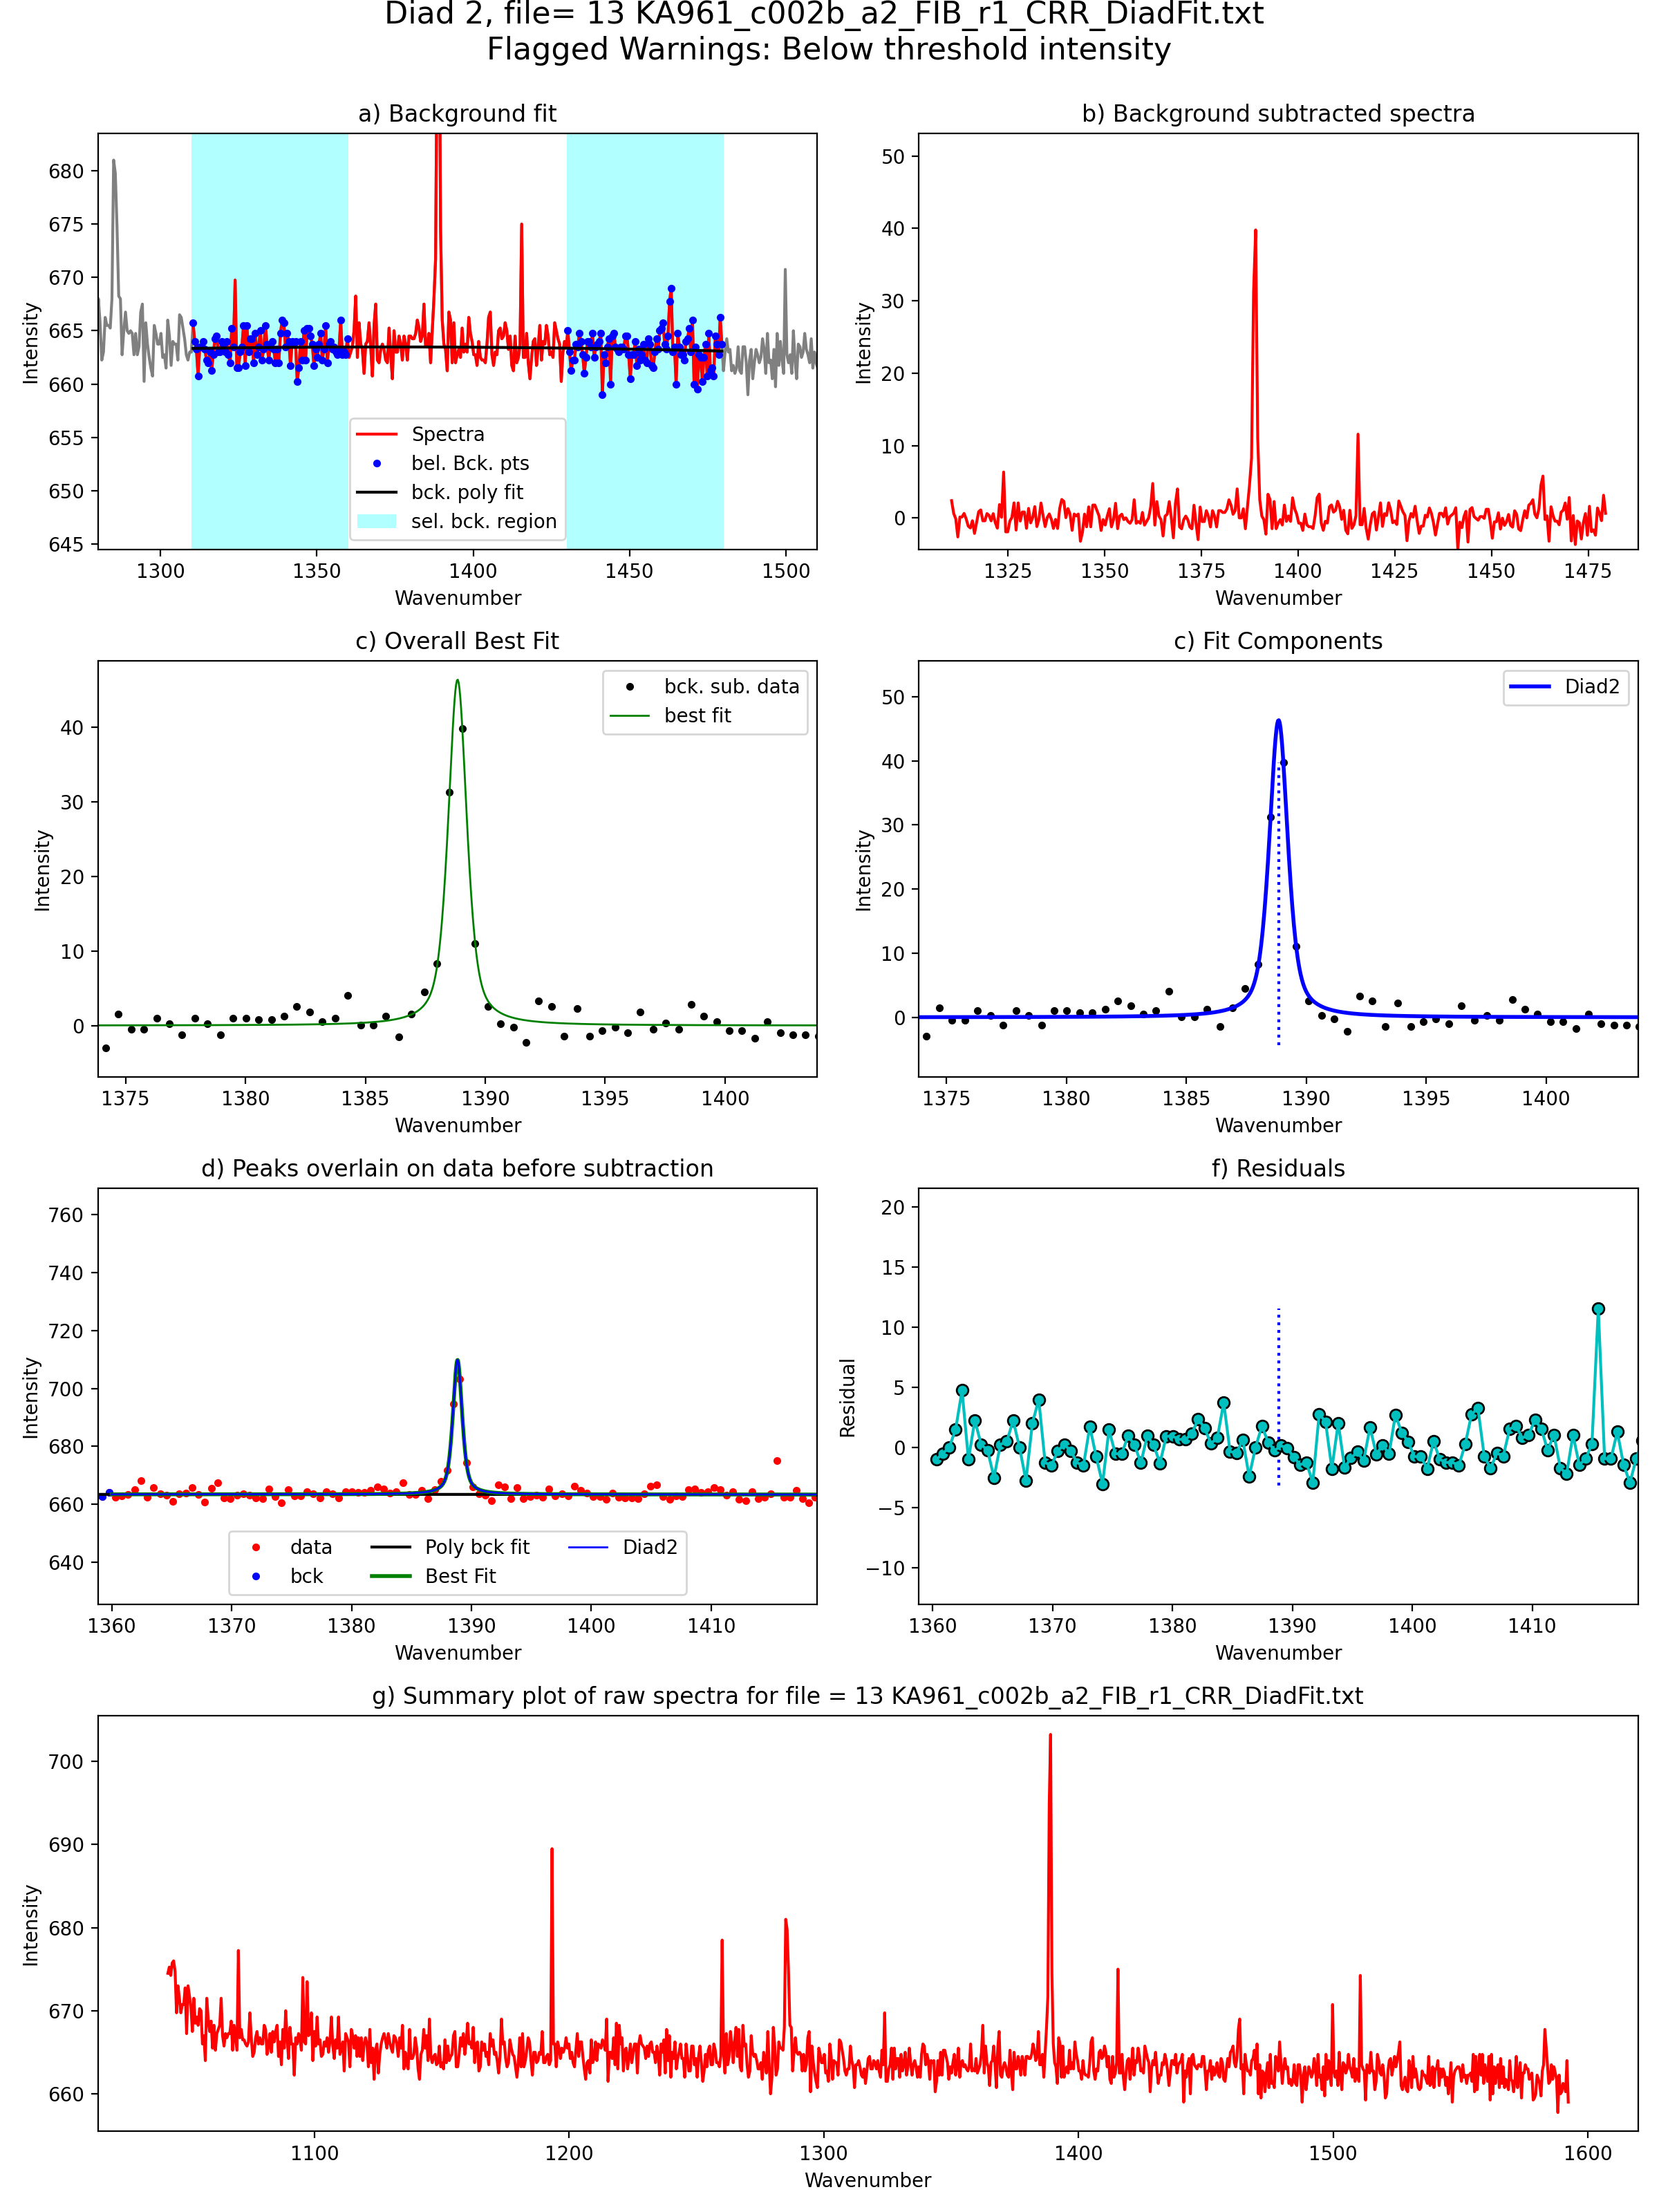 Diad 2, file= 13 KA961_c002b_a2_FIB_r1_CRR_DiadFit.txt
Flagged Warnings: Below threshold intensity
a) Background fit
680
675
670
665
660
655
650
645
Intensity
Spectra
bel. Bck. pts
bck. poly fit
sel. bck. region
1300 1350 1400 1450 1500
Wavenumber
b) Background subtracted spectra
50
40
30
20
10
0
Intensity
1325 1350 1375 1400 1425 1450 1475
Wavenumber
c) Overall Best Fit
40
30
20
10
0
Intensity
bck. sub. data
best fit
1375 1380 1385 1390 1395 1400
Wavenumber
c) Fit Components
50
40
30
20
10
0
Intensity
Diad2
1375 1380 1385 1390 1395 1400
Wavenumber
d) Peaks overlain on data before subtraction
760
740
720
700
680
660
640
Intensity
data Poly bck fit Diad2
bck Best Fit
1360 1370 1380 1390 1400 1410
Wavenumber
f) Residuals
20
15
10
5
0
−5
−10
Residual
1360 1370 1380 1390 1400 1410
Wavenumber
g) Summary plot of raw spectra for file = 13 KA961_c002b_a2_FIB_r1_CRR_DiadFit.txt
700
690
680
670
660
Intensity
1100 1200 1300 1400 1500 1600
Wavenumber